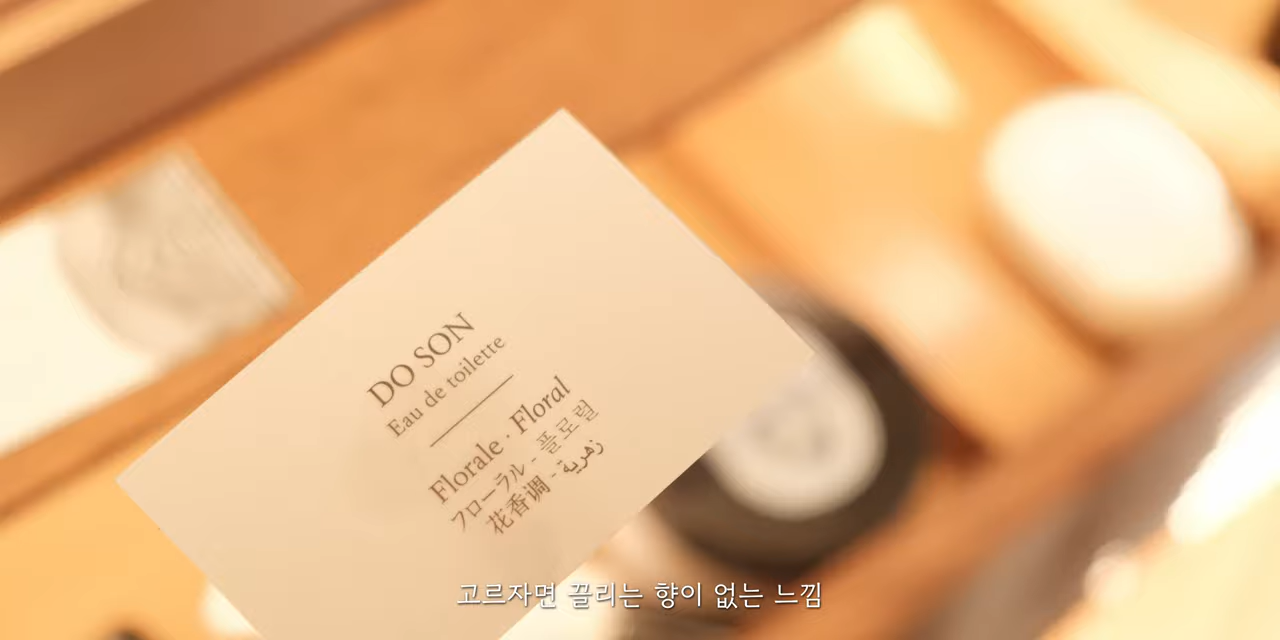 DO SON
Eau de toilette
Florale · Floral
フローラル - 플로럴
花香调 - زهرية
고르자면 끌리는 향이 없는 느낌